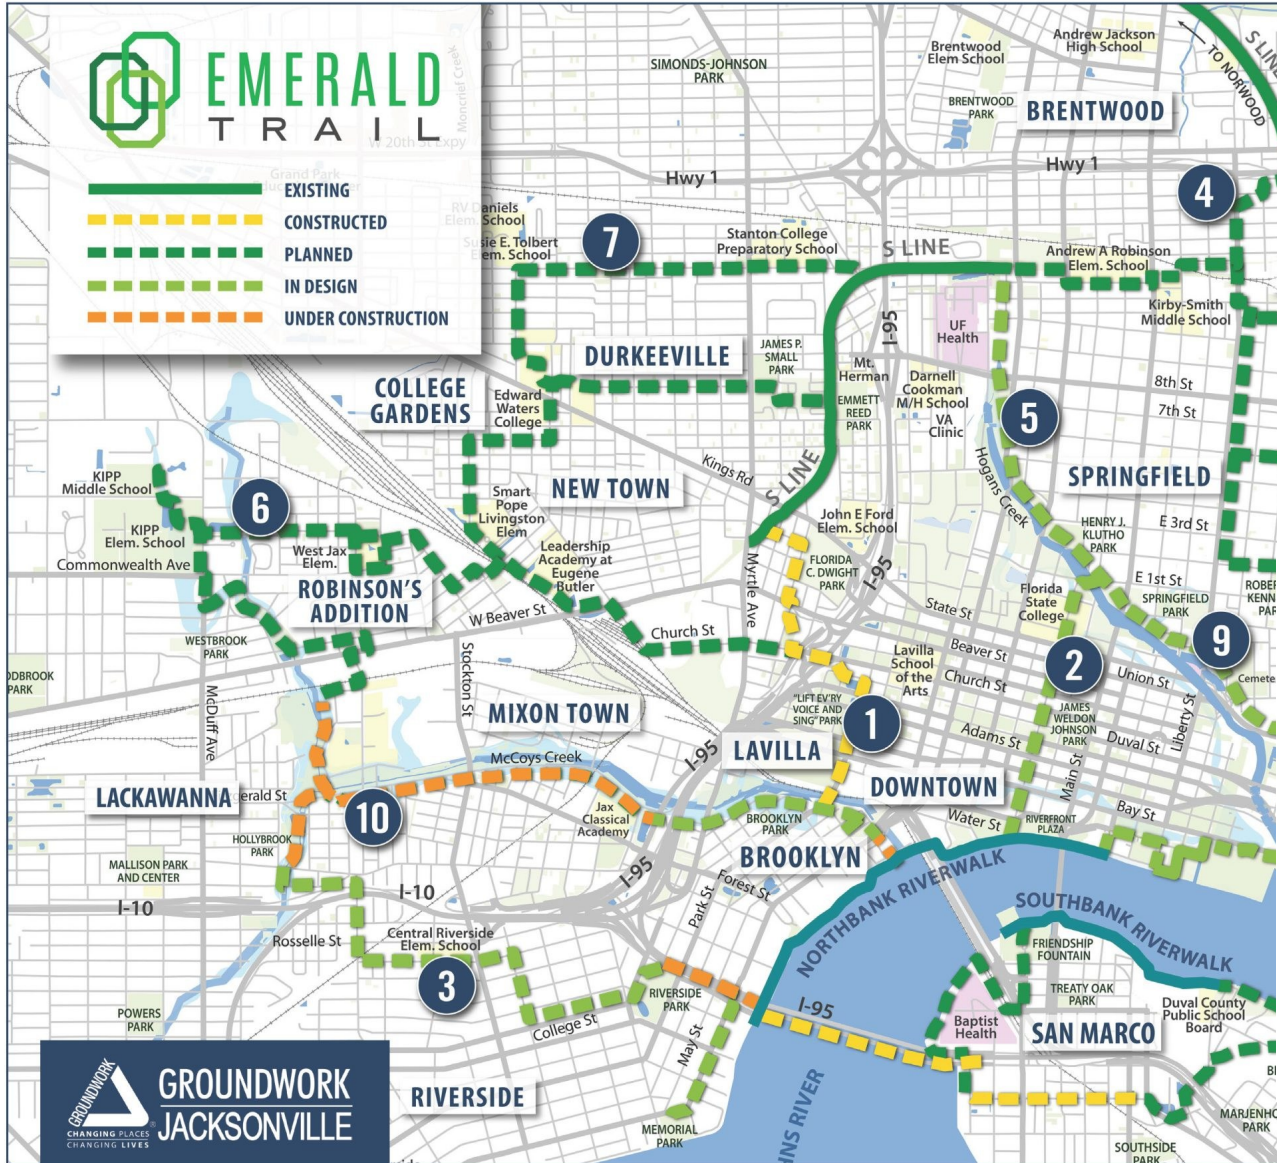 EMERALD
TRAIL
EXISTING
CONSTRUCTED
PLANNED
IN DESIGN
UNDER CONSTRUCTION
Moncrief Creek
W 20th St Expy
Grand Park
RV Daniels
Elem. School
Susie E. Tolbert
Elem. School
SIMONDS-JOHNSON
PARK
Brentwood
Elem School
Andrew Jackson
High School
S LINE
TO NORWOOD
BRENTWOOD
PARK
BRENTWOOD
Hwy 1
Hwy 1
4
7
Stanton College
Preparatory School
S LINE
Andrew A Robinson
Elem. School
Kirby-Smith
Middle School
I-95
UF
Health
DURKEEVILLE
JAMES P.
SMALL
PARK
Mt.
Herman
Darnell
Cookman
M/H School
8th St
7th St
COLLEGE
GARDENS
Edward
Waters
College
EMMETT
REED
PARK
VA
Clinic
5
Kings Rd
S LINE
Hogans Creek
SPRINGFIELD
KIPP
Middle School
6
NEW TOWN
Smart
Pope
Livingston
Elem
John E Ford
Elem. School
HENRY J.
KLUTHO
PARK
E 3rd St
KIPP
Elem. School
Commonwealth Ave
West Jax
Elem.
Leadership
Academy at
Eugene
Butler
Myrtle Ave
FLORIDA
C. DWIGHT
PARK
I-95
E 1st St
ROBINSON'S
ADDITION
W Beaver St
State St
Florida
State
College
SPRINGFIELD
PARK
WESTBROOK
PARK
Church St
Beaver St
Lavilla
School
of the
Arts
Church St
2
9
Union St
PARK
McDuff Ave
Stockton St
MIXON TOWN
"LIFT EV'RY
VOICE AND
SING" PARK
1
JAMES
WELDON
JOHNSON
PARK
Liberty St
Adams St
Duval St
McCoys Creek
I-95
LAVILLA
DOWNTOWN
Main St
LACKAWANNA
10
Jax
Classical
Academy
BROOKLYN
PARK
Water St
Bay St
RIVERFRONT
PLAZA
HOLLYBROOK
PARK
BROOKLYN
MALLISON PARK
AND CENTER
I-95
Forest St
NORTHBANK RIVERWALK
SOUTHBANK
RIVERWALK
I-10
I-10
Park St
Rosselle St
Central Riverside
Elem. School
3
FRIENDSHIP
FOUNTAIN
RIVERSIDE
PARK
TREATY OAK
PARK
POWERS
PARK
College St
May St
I-95
Baptist
Health
Duval County
Public School
Board
SAN MARCO
GROUNDWORK
CHANGING PLACES
CHANGING LIVES
GROUNDWORK
JACKSONVILLE
RIVERSIDE
MEMORIAL
PARK
RIVER
SOUTHSIDE
PARK